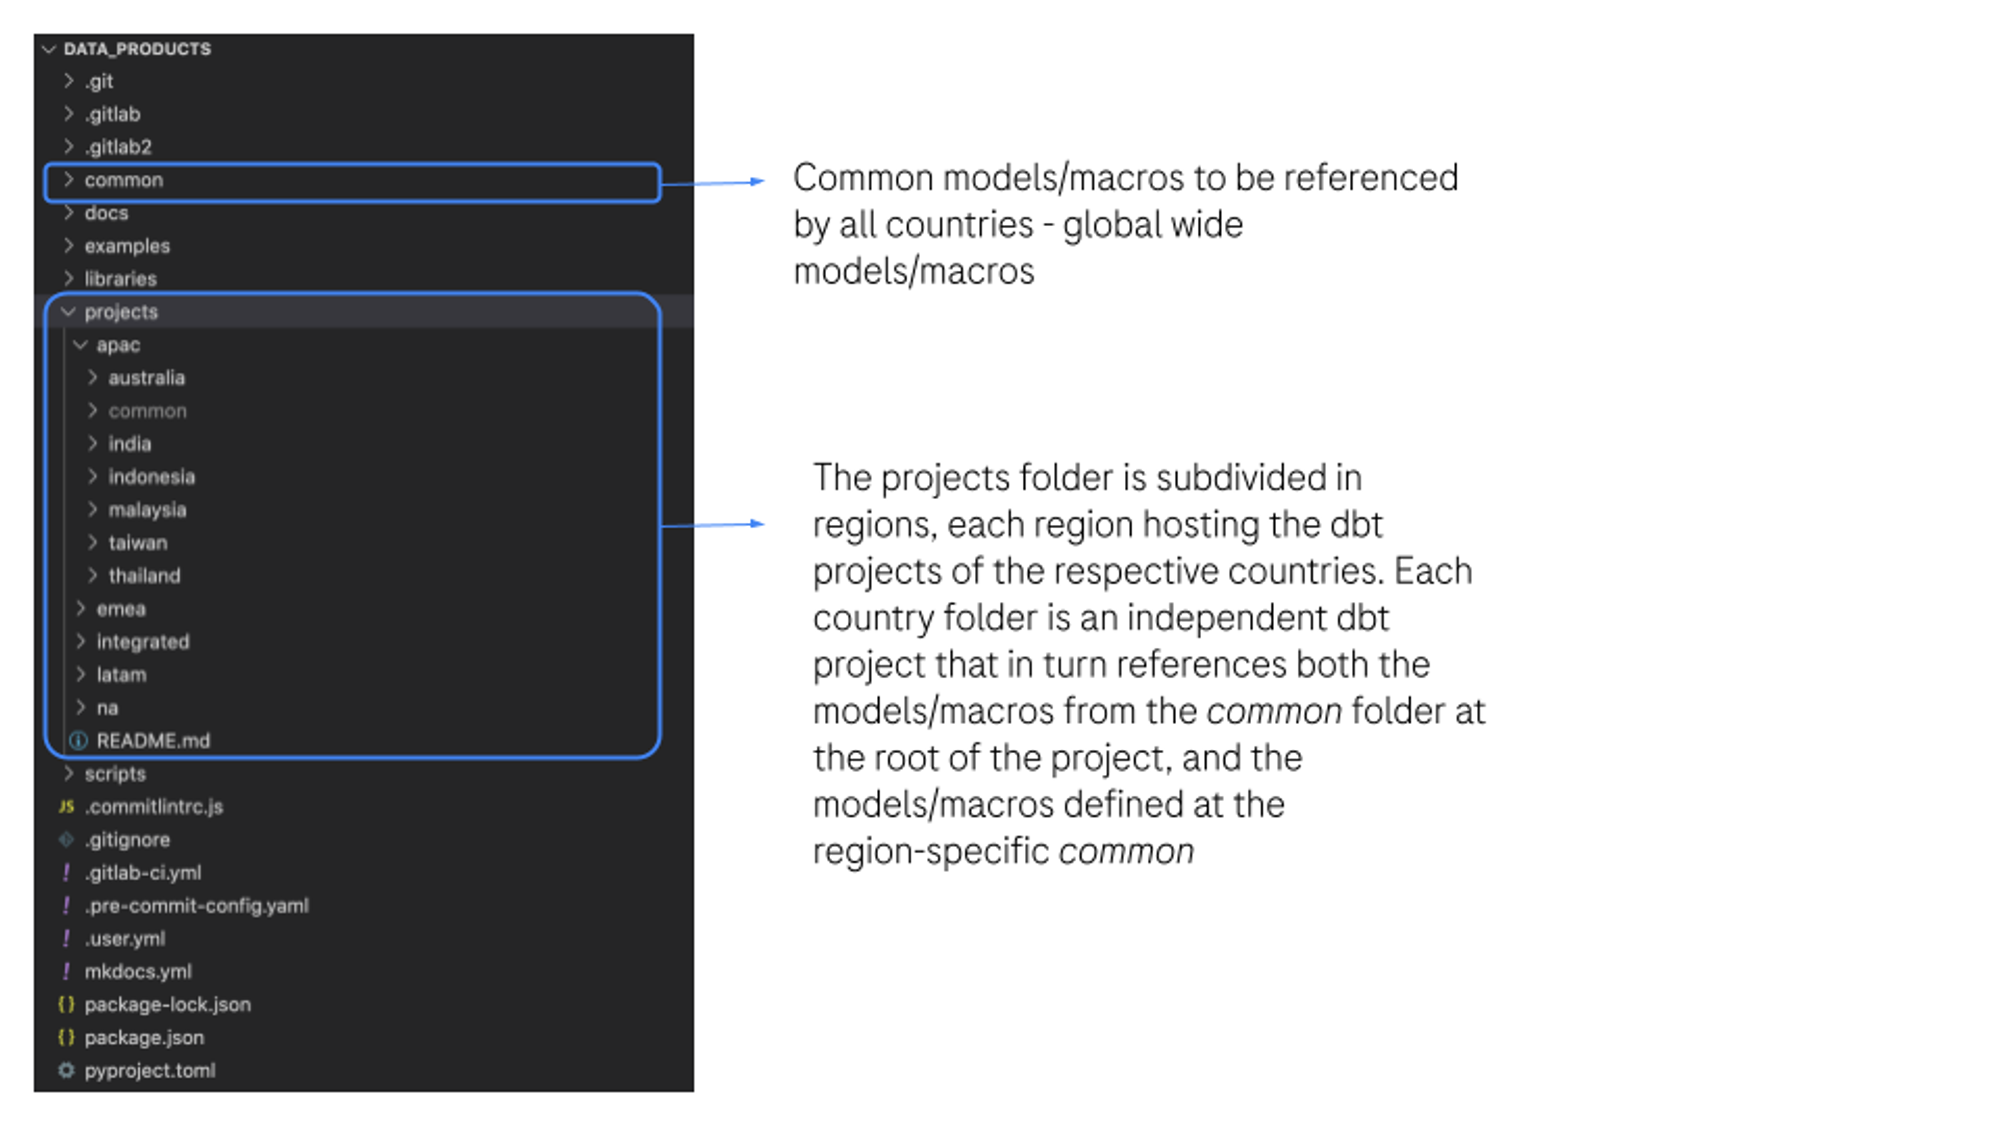 DATA_PRODUCTS
.git
.gitlab
.gitlab2
common
docs
examples
libraries
projects
apac
australia
common
india
indonesia
malaysia
taiwan
thailand
emea
integrated
latam
na
README.md
scripts
JS .commitlintrc.js
.gitignore
! .gitlab-ci.yml
! .pre-commit-config.yaml
! .user.yml
! mkdocs.yml
{} package-lock.json
{} package.json
pyproject.toml
Common models/macros to be referenced
by all countries - global wide
models/macros
The projects folder is subdivided in
regions, each region hosting the dbt
projects of the respective countries. Each
country folder is an independent dbt
project that in turn references both the
models/macros from the common folder at
the root of the project, and the
models/macros defined at the
region-specific common